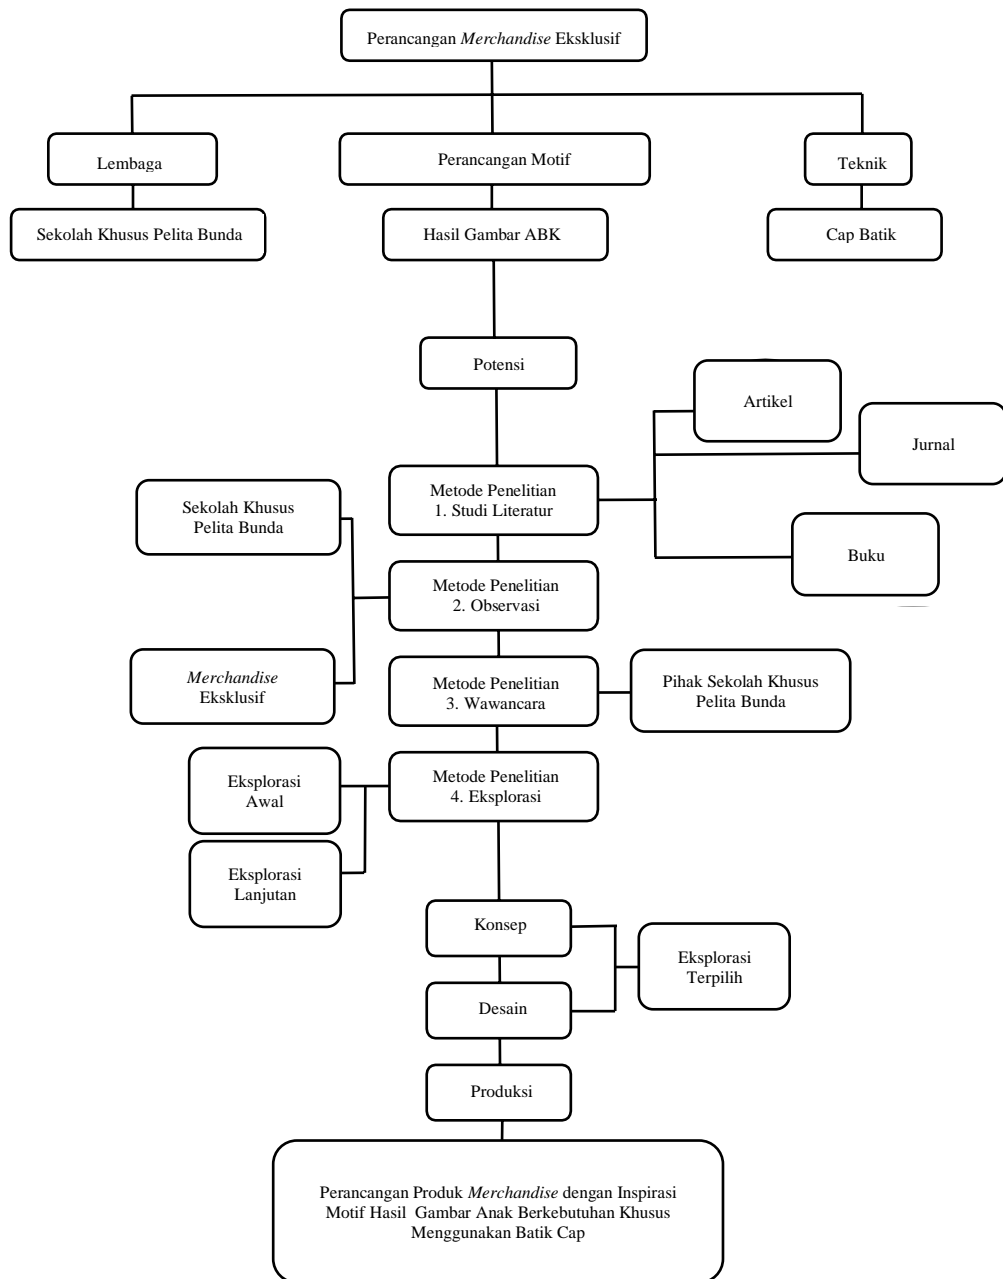 Perancangan Merchandise Eksklusif
Lembaga
Perancangan Motif
Teknik
Sekolah Khusus Pelita Bunda
Hasil Gambar ABK
Cap Batik
Potensi
Artikel
Jurnal
Metode Penelitian
1. Studi Literatur
Sekolah Khusus
Pelita Bunda
Buku
Metode Penelitian
2. Observasi
Merchandise
Eksklusif
Metode Penelitian
3. Wawancara
Pihak Sekolah Khusus
Pelita Bunda
Metode Penelitian
4. Eksplorasi
Eksplorasi
Awal
Eksplorasi
Lanjutan
Konsep
Eksplorasi
Terpilih
Desain
Produksi
Perancangan Produk Merchandise dengan Inspirasi
Motif Hasil Gambar Anak Berkebutuhan Khusus
Menggunakan Batik Cap